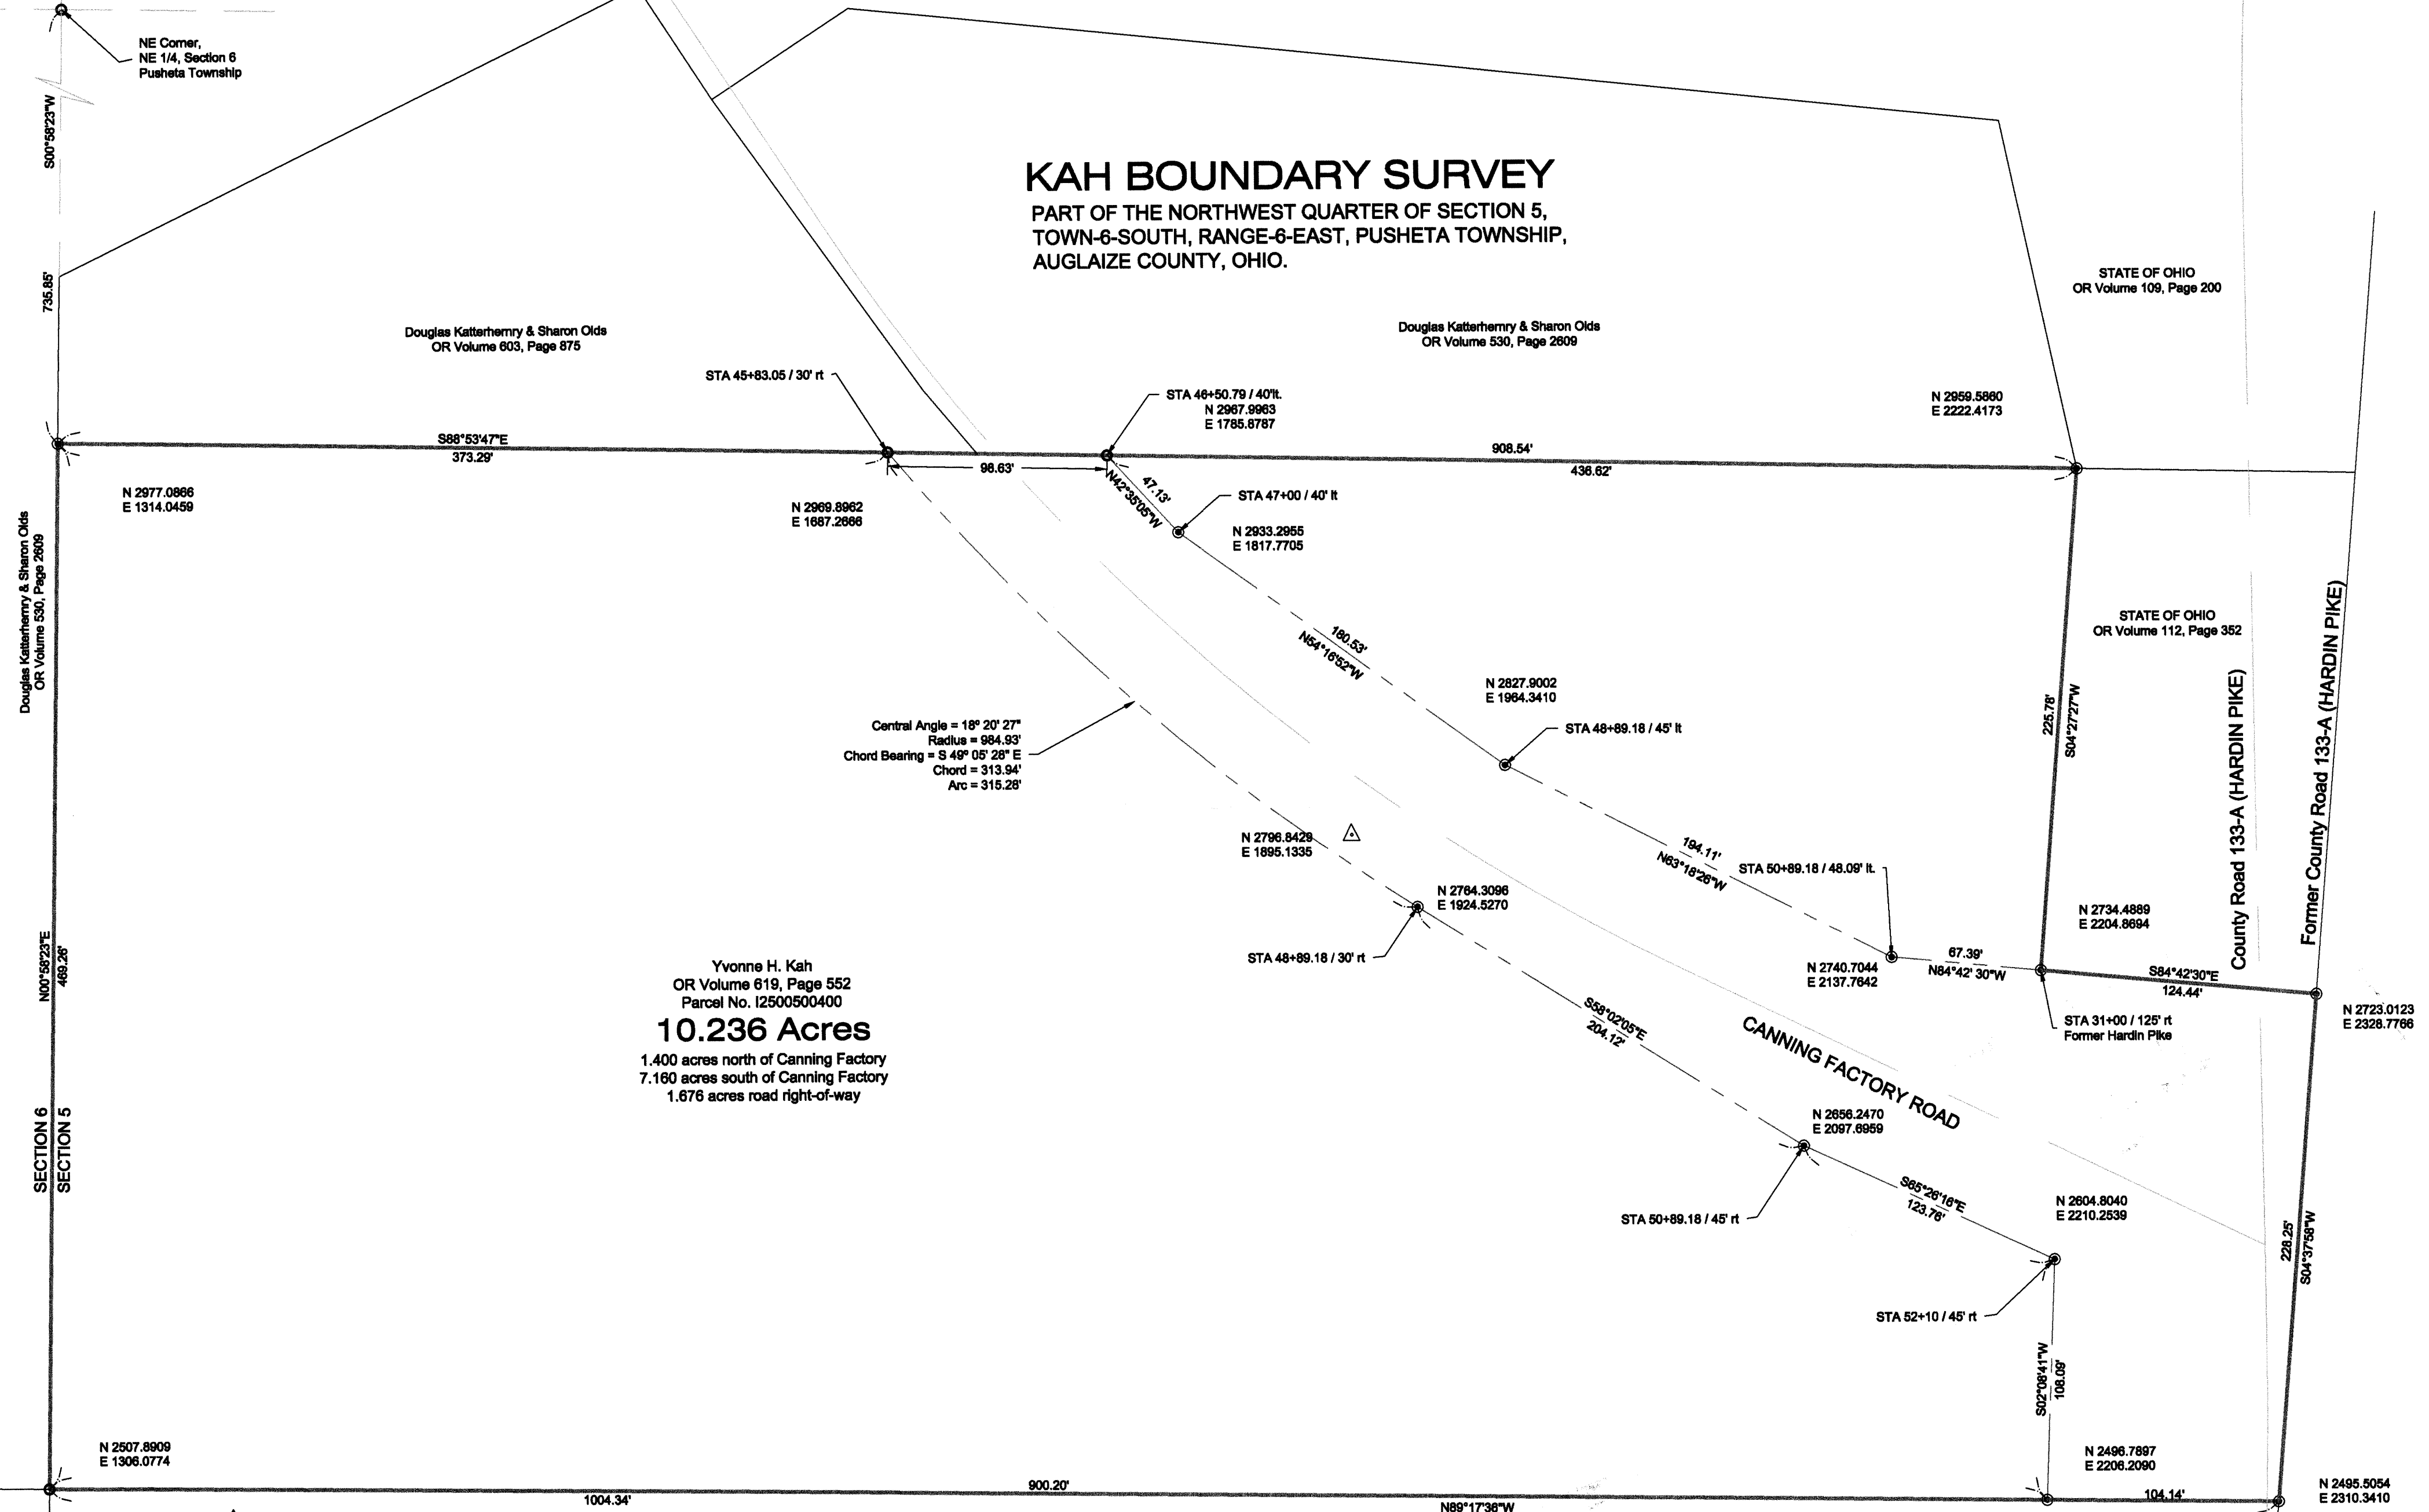 NE Corner,
NE 1/4, Section 6
Pusheta Township
S00°58'23"W
735.85'
KAH BOUNDARY SURVEY
PART OF THE NORTHWEST QUARTER OF SECTION 5,
TOWN-6-SOUTH, RANGE-6-EAST, PUSHETA TOWNSHIP,
AUGLAIZE COUNTY, OHIO.
STATE OF OHIO
OR Volume 109, Page 200
Douglas Katterhemry & Sharon Olds
OR Volume 603, Page 875
Douglas Katterhemry & Sharon Olds
OR Volume 530, Page 2609
STA 45+83.05 / 30' rt
STA 46+50.79 / 40'lt.
N 2967.9963
E 1785.8787
N 2959.5860
E 2222.4173
S88°53'47"E
373.29'
98.63'
908.54'
436.62'
N 2977.0866
E 1314.0459
N 2969.8962
E 1687.2666
47.13'
N42°35'05"W
STA 47+00 / 40' lt
N 2933.2955
E 1817.7705
Douglas Katterhemry & Sharon Olds
OR Volume 530, Page 2609
180.53'
N54°16'52"W
STATE OF OHIO
OR Volume 112, Page 352
N 2827.9002
E 1964.3410
STA 48+89.18 / 45' lt
225.78'
S04°27'27"W
County Road 133-A (HARDIN PIKE)
Former County Road 133-A (HARDIN PIKE)
Central Angle = 18° 20' 27"
Radius = 984.93'
Chord Bearing = S 49° 05' 28" E
Chord = 313.94'
Arc = 315.28'
N 2796.8429
E 1895.1335
194.11'
N63°18'26"W
STA 50+89.18 / 48.09' lt.
N 2764.3096
E 1924.5270
N 2734.4889
E 2204.8694
STA 48+89.18 / 30' rt
67.39'
N84°42' 30"W
N 2740.7044
E 2137.7642
S84°42'30"E
124.44'
N 2723.0123
E 2328.7766
STA 31+00 / 125' rt
Former Hardin Pike
N00°58'23"E
469.26'
Yvonne H. Kah
OR Volume 619, Page 552
Parcel No. I2500500400
10.236 Acres
1.400 acres north of Canning Factory
7.160 acres south of Canning Factory
1.676 acres road right-of-way
S58°02'05"E
204.12'
CANNING FACTORY ROAD
N 2656.2470
E 2097.6959
SECTION 6
SECTION 5
STA 50+89.18 / 45' rt
S65°26'16"E
123.76'
N 2604.8040
E 2210.2539
228.25'
S04°37'58"W
STA 52+10 / 45' rt
S02°08'41"W
108.09'
N 2507.8909
E 1306.0774
N 2496.7897
E 2206.2090
900.20'
1004.34'
N89°17'36"W
104.14'
N 2495.5054
E 2310.3410